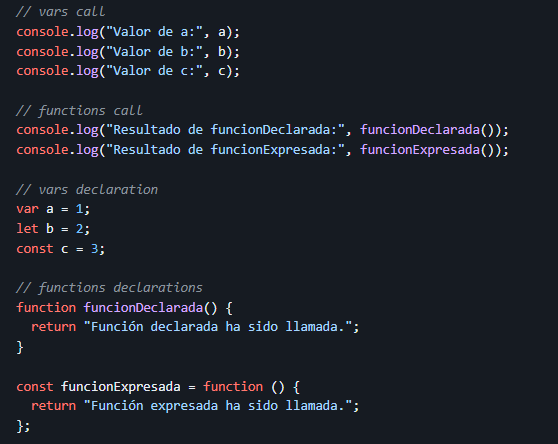 // vars call
console.log("Valor de a:", a);
console.log("Valor de b:", b);
console.log("Valor de c:", c);

// functions call
console.log("Resultado de funcionDeclarada:", funcionDeclarada());
console.log("Resultado de funcionExpresada:", funcionExpresada());

// vars declaration
var a = 1;
let b = 2;
const c = 3;

// functions declarations
function funcionDeclarada() {
  return "Función declarada ha sido llamada.";
}

const funcionExpresada = function () {
  return "Función expresada ha sido llamada.";
};